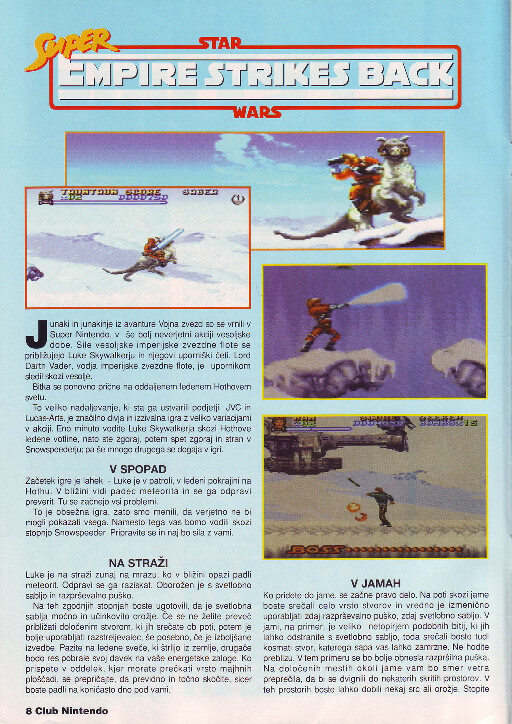 SUPER
STAR
EMPIRE STRIKES BACK
WARS
TAUNTAUN SCORE SABER
x02 0000750
Junaki in junakinje iz avanture Vojna zvezd so se vrnili v
Super Nintendo, v še bolj neverjetni akciji vesoljske
dobe. Sile vesoljske imperijske zvezdne flote se
približujejo Luke Skywalkerju in njegovi uporniški četi. Lord
Darth Vader, vodja imperijske zvezdne flote, je upornikom
sledil skozi vesolje.
Bitka se ponovno prične na oddaljenem ledenem Hothovem
svetu.
To veliko nadaljevanje, ki sta ga ustvarili podjetji JVC in
Lucas-Arts, je značilno divja in izzivalna igra z veliko variacijami
v akciji. Eno minuto vodite Luke Skywalkerja skozi Hothove
ledene votline, nato ste zgoraj, potem spet zgoraj in stran v
Snowspeederju; pa še mnogo drugega se dogaja v igri.
V SPOPAD
Začetek igre je lahek - Luke je v patroli, v ledeni pokrajini na
Hothu. V bližini vidi padec meteorita in se ga odpravi
preverit. Tu se začnejo vsi problemi.
To je obsežna igra, zato smo menili, da verjetno ne bi
mogli pokazati vsega. Namesto tega vas bomo vodili skozi
stopnjo Snowspeeder. Pripravite se in naj bo sila z vami.
NA STRAŽI
Luke je na straži zunaj na mrazu, ko v bližini opazi padli
meteorit. Odpravi se ga raziskat. Oborožen je s svetlobno
sabljo in razprševalno puško.
Na teh zgodnjih stopnjah boste ugotovili, da je svetlobna
sablja močno in učinkovito orožje. Če se ne želite preveč
približati določenim stvorom, ki jih srečate ob poti, potem je
bolje uporabljati razstreljevalec, še posebno, če je izboljšane
izvedbe. Pazite na ledene sveče, ki štrlijo iz zemlje, drugače
bodo res pobrale svoj davek na vaše energetske zaloge. Ko
prispete v oddelek, kjer morate prečkati vrsto majhnih
ploščadi, se prepričajte, da previdno in točno skočite, sicer
boste padli na koničasto dno pod vami.
BOSS
V JAMAH
Ko pridete do jame, se začne pravo delo. Na poti skozi jame
boste srečali celo vrsto stvorov in vredno je izmenično
uporabljati zdaj razprševalno puško, zdaj svetlobno sabljo. V
jami, na primer, je veliko netopirjem podobnih bitij, ki jih
lahko odstranite s svetlobno sabljo, toda srečali boste tudi
kosmati stvor, katerega sapa vas lahko zamrzne. Ne hodite
preblizu. V tem primeru se bo bolje obnesla razpršilna puška.
Na določenih mestih okoli jame vam bo smer vetra
preprečila, da bi se dvignili do nekaterih skritih prostorov. V
teh prostorih boste lahko dobili nekaj src ali orožje. Stopite
8 Club Nintendo